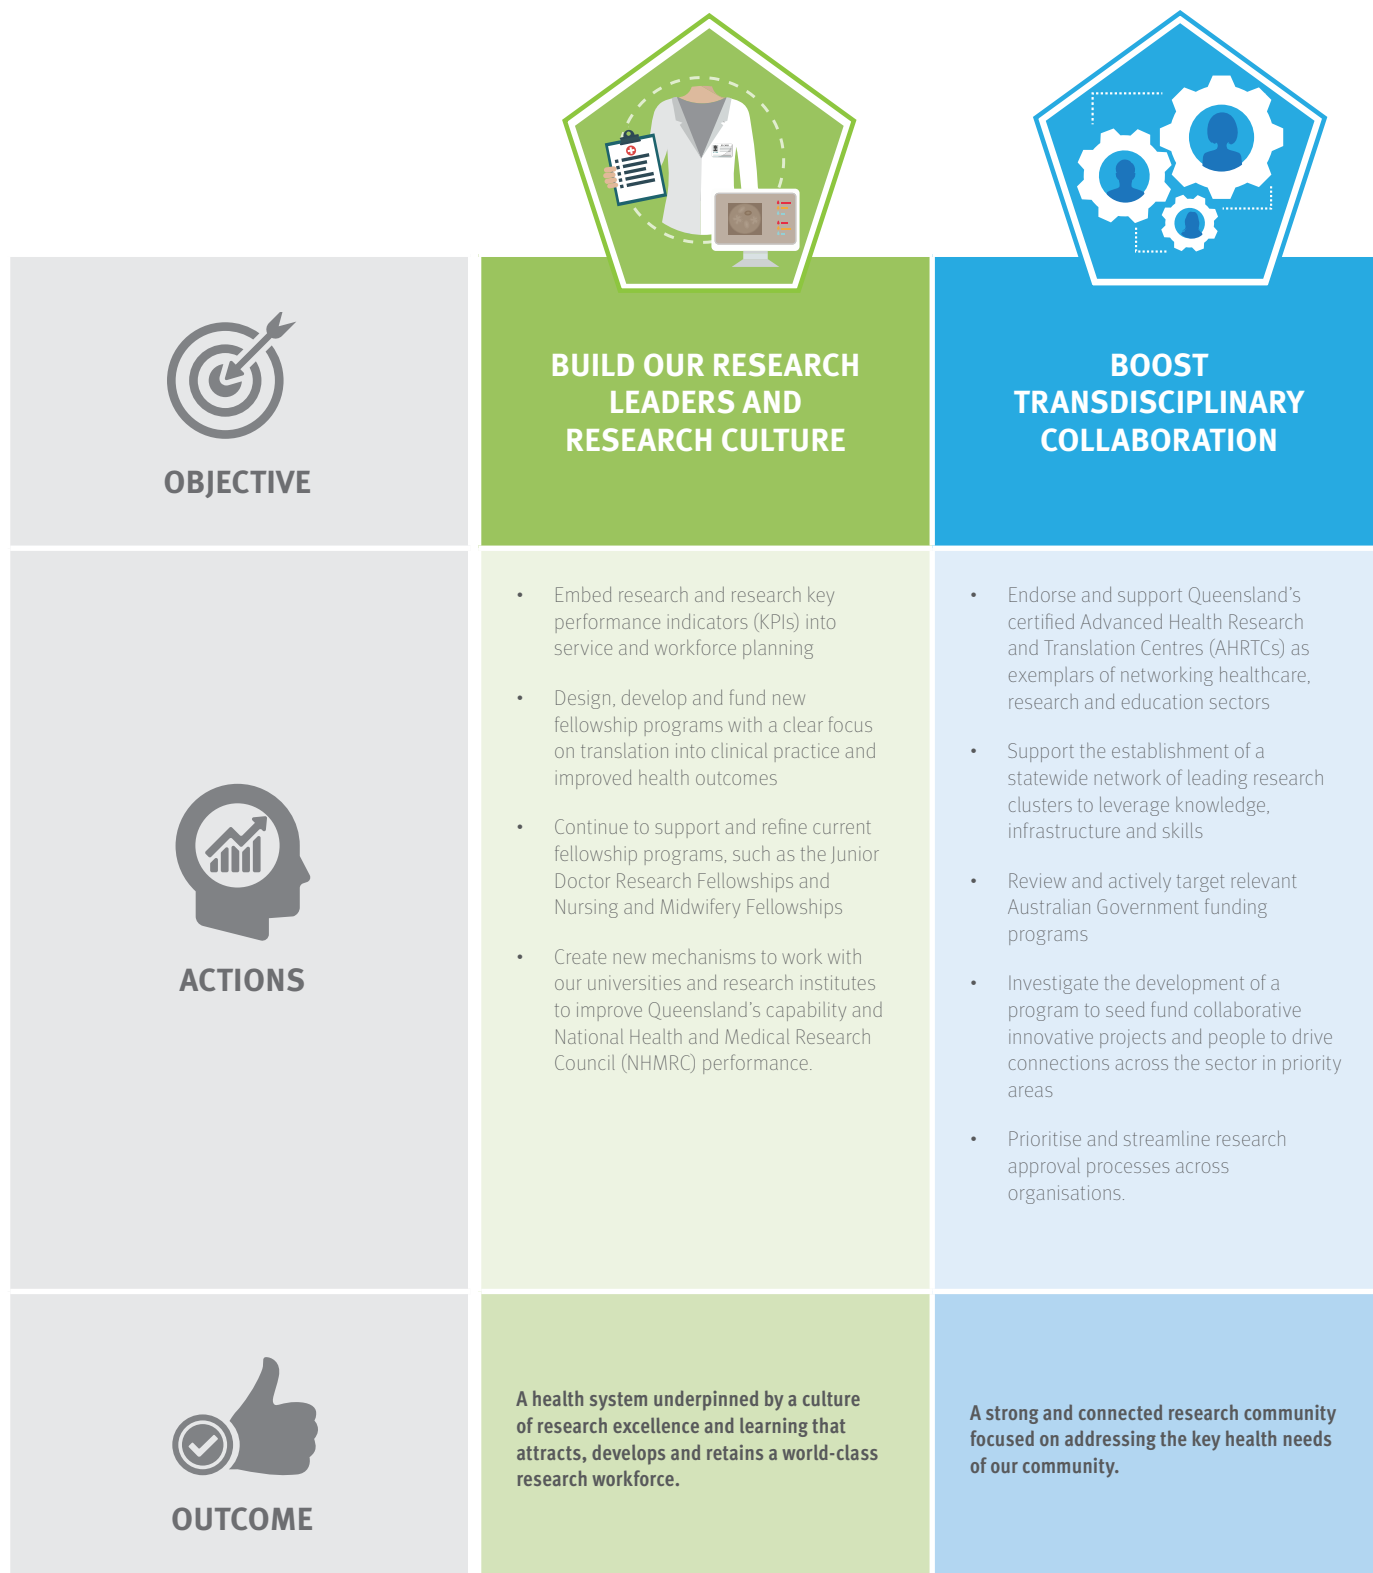 OBJECTIVE
BUILD OUR RESEARCH
LEADERS AND
RESEARCH CULTURE
BOOST
TRANSDISCIPLINARY
COLLABORATION
ACTIONS
• Embed research and research key
performance indicators (KPIs) into
service and workforce planning
• Design, develop and fund new
fellowship programs with a clear focus
on translation into clinical practice and
improved health outcomes
• Continue to support and refine current
fellowship programs, such as the Junior
Doctor Research Fellowships and
Nursing and Midwifery Fellowships
• Create new mechanisms to work with
our universities and research institutes
to improve Queensland’s capability and
National Health and Medical Research
Council (NHMRC) performance.
• Endorse and support Queensland’s
certified Advanced Health Research
and Translation Centres (AHRTCs) as
exemplars of networking healthcare,
research and education sectors
• Support the establishment of a
statewide network of leading research
clusters to leverage knowledge,
infrastructure and skills
• Review and actively target relevant
Australian Government funding
programs
• Investigate the development of a
program to seed fund collaborative
innovative projects and people to drive
connections across the sector in priority
areas
• Prioritise and streamline research
approval processes across
organisations.
OUTCOME
A health system underpinned by a culture
of research excellence and learning that
attracts, develops and retains a world-class
research workforce.
A strong and connected research community
focused on addressing the key health needs
of our community.